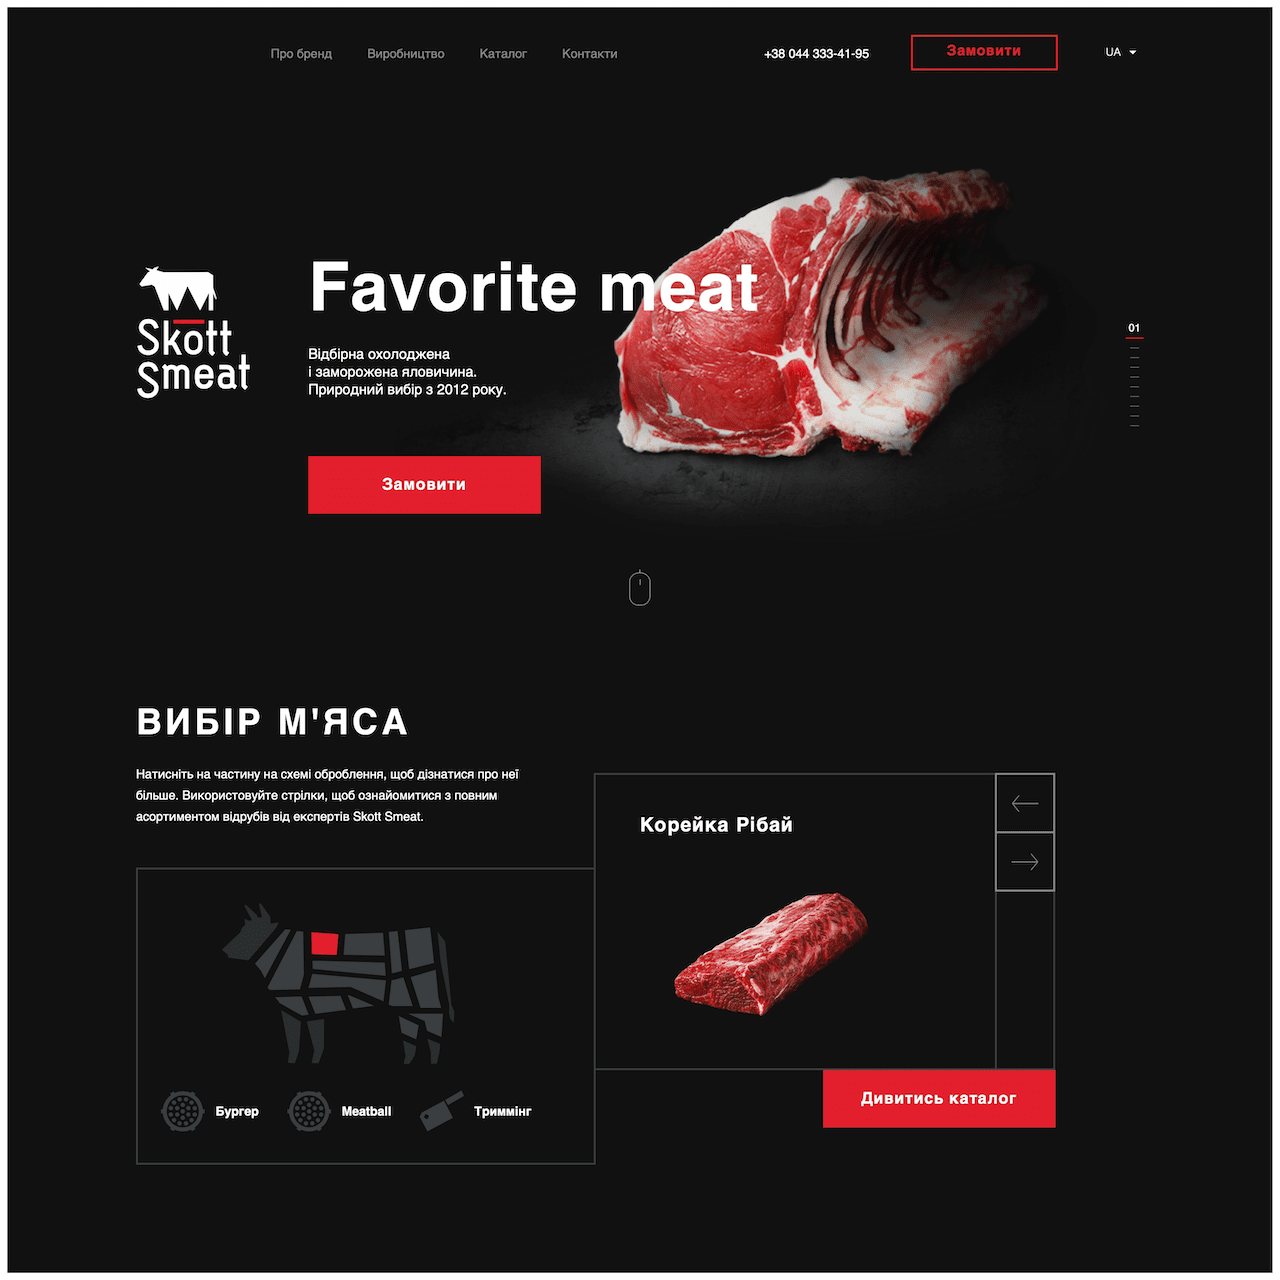 Про бренд
Виробництво
Каталог
Контакти
+38 044 333-41-95
Замовити
UA
Skott
Smeat
Favorite meat
Відбірна охолоджена
і заморожена яловичина.
Природний вибір з 2012 року.
Замовити
01
ВИБІР М'ЯСА
Натисніть на частину на схемі оброблення, щоб дізнатися про неї
більше. Використовуйте стрілки, щоб ознайомитися з повним
асортиментом відрубів від експертів Skott Smeat.
Корейка Рібай
Бургер
Meatball
Триммінг
Дивитись каталог